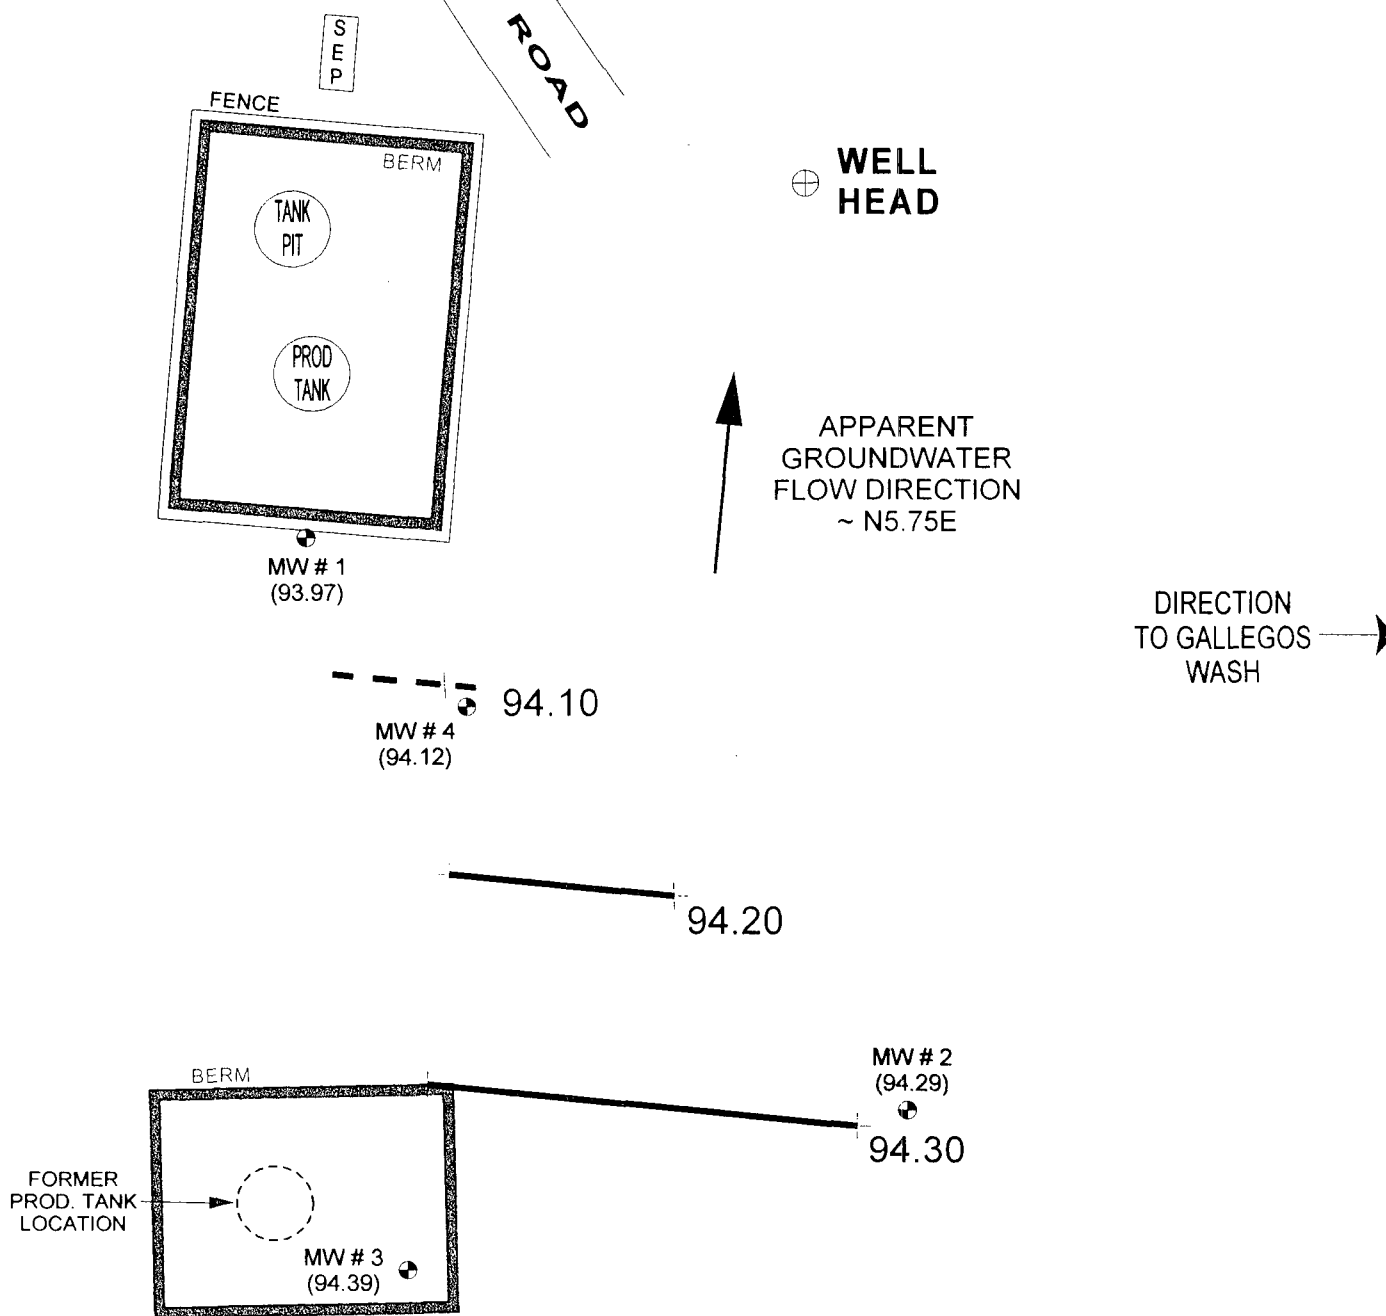 S
E
P
ROAD
FENCE
BERM
WELL
HEAD
TANK
PIT
PROD
TANK
APPARENT
GROUNDWATER
FLOW DIRECTION
~ N5.75E
MW # 1
(93.97)
DIRECTION
TO GALLEGOS
WASH
94.10
MW # 4
(94.12)
94.20
MW # 2
(94.29)
BERM
94.30
FORMER
PROD. TANK
LOCATION
MW # 3
(94.39)